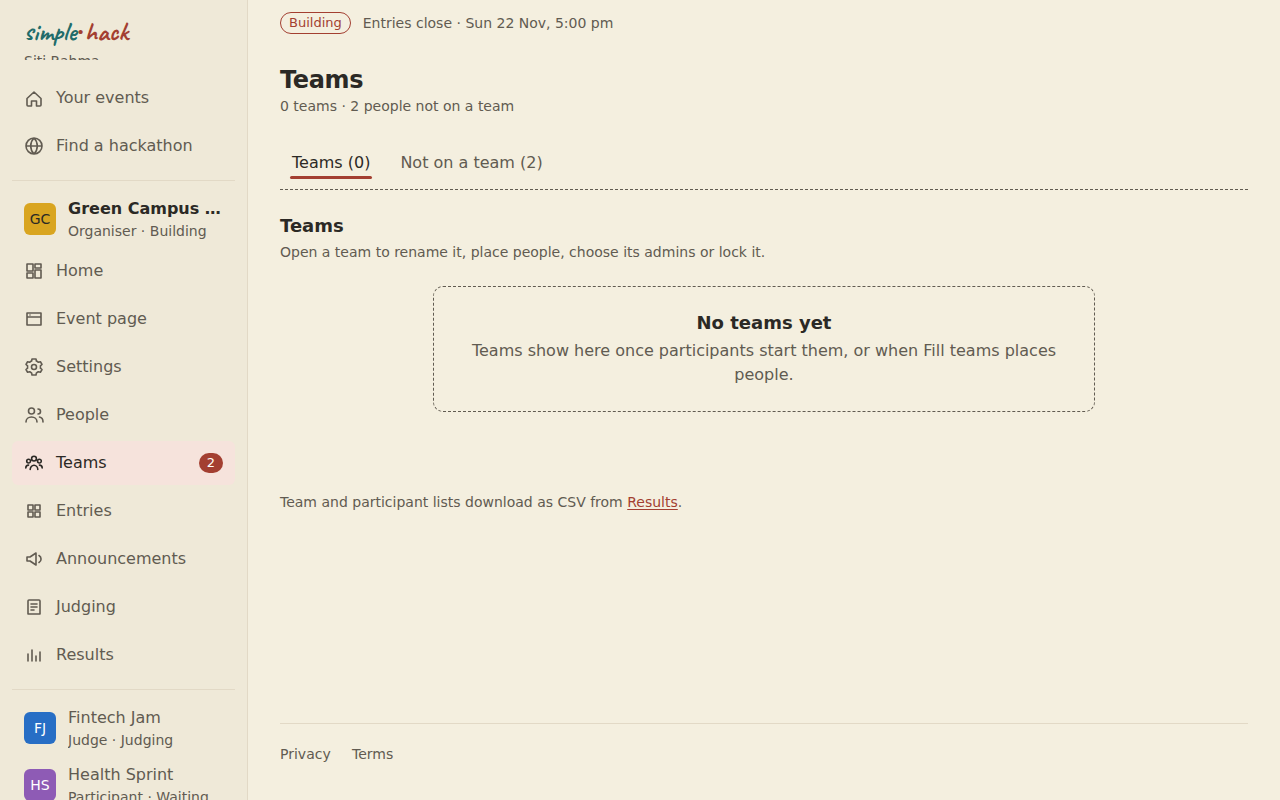 simple·hack
Siti Rahma
Your events
Find a hackathon
GC
Green Campus ...
Organiser · Building
Home
Event page
Settings
People
Teams
2
Entries
Announcements
Judging
Results
FJ
Fintech Jam
Judge · Judging
HS
Health Sprint
Participant · Waiting
Building
Entries close · Sun 22 Nov, 5:00 pm
Teams
0 teams · 2 people not on a team
Teams (0)
Not on a team (2)
Teams
Open a team to rename it, place people, choose its admins or lock it.
No teams yet
Teams show here once participants start them, or when Fill teams places
people.
Team and participant lists download as CSV from Results.
Privacy
Terms